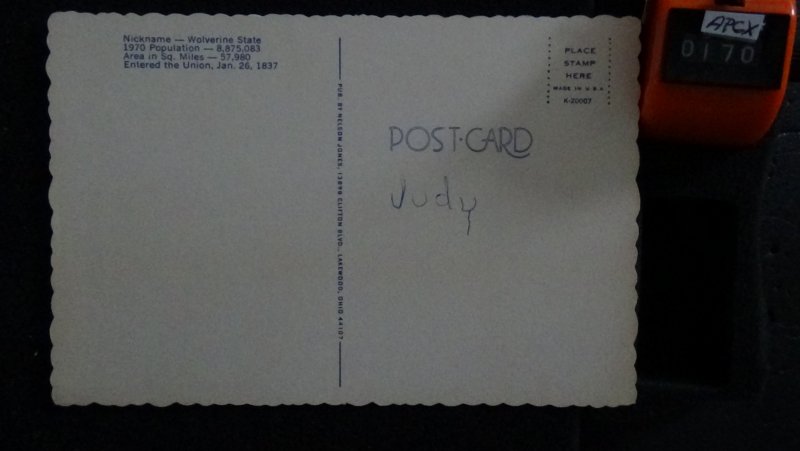 Nickname — Wolverine State
1970 Population — 8,875,083
Area in Sq. Miles — 57,980
Entered the Union, Jan. 26, 1837
PUB. BY NELSON JONES, 13898 CLIFTON BLVD., LAKEWOOD, OHIO 44107
PLACE
STAMP
HERE
MADE IN U.S.A.
K-20007
POST·CARD
Judy
APCX
0170